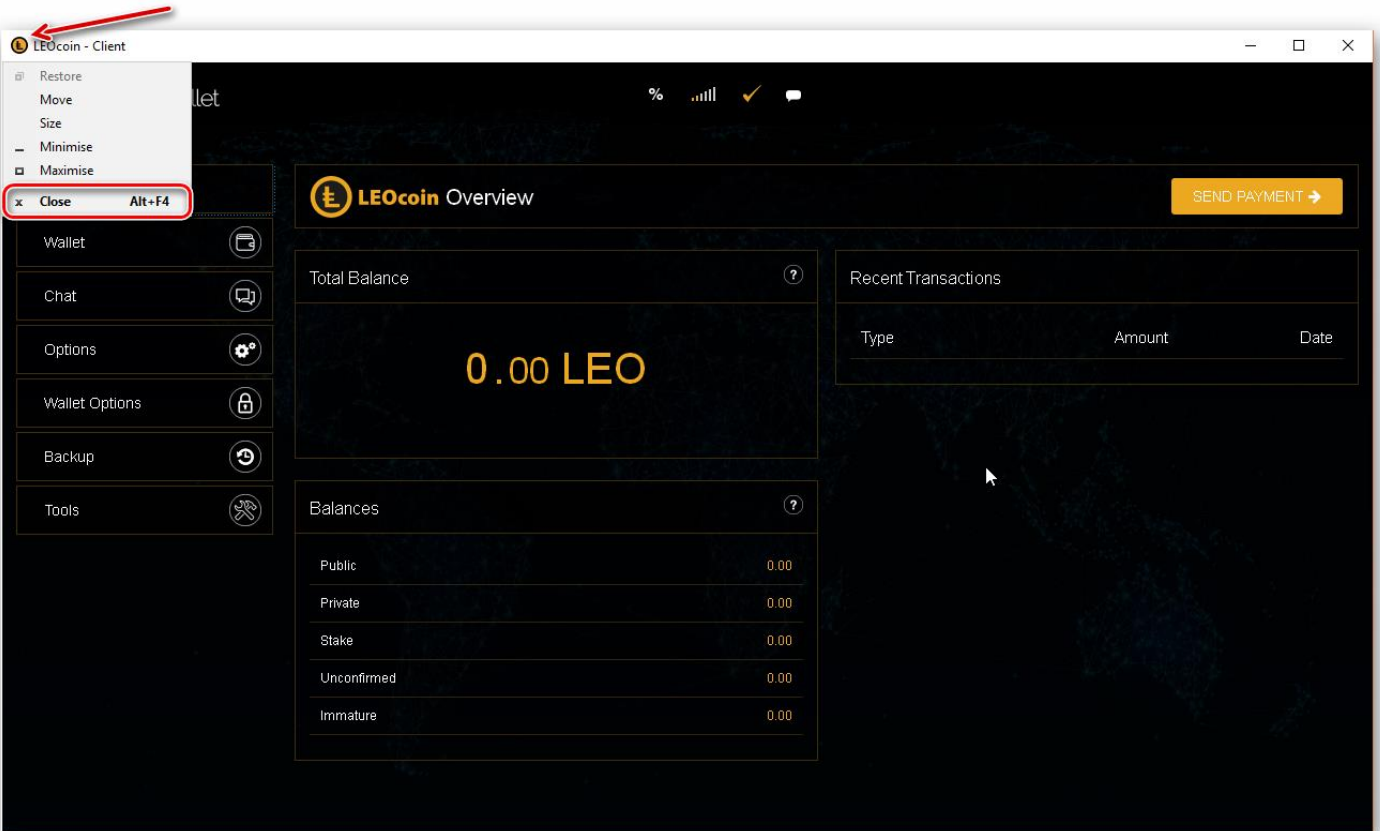 LEOcoin - Client
Restore
Move
Size
Minimise
Maximise
Close Alt+F4
llet
%
LEOcoin Overview
SEND PAYMENT
Wallet
Chat
Options
Wallet Options
Backup
Tools
Total Balance ?
0.00 LEO
Recent Transactions
Type Amount Date
Balances ?
Public 0.00
Private 0.00
Stake 0.00
Unconfirmed 0.00
Immature 0.00